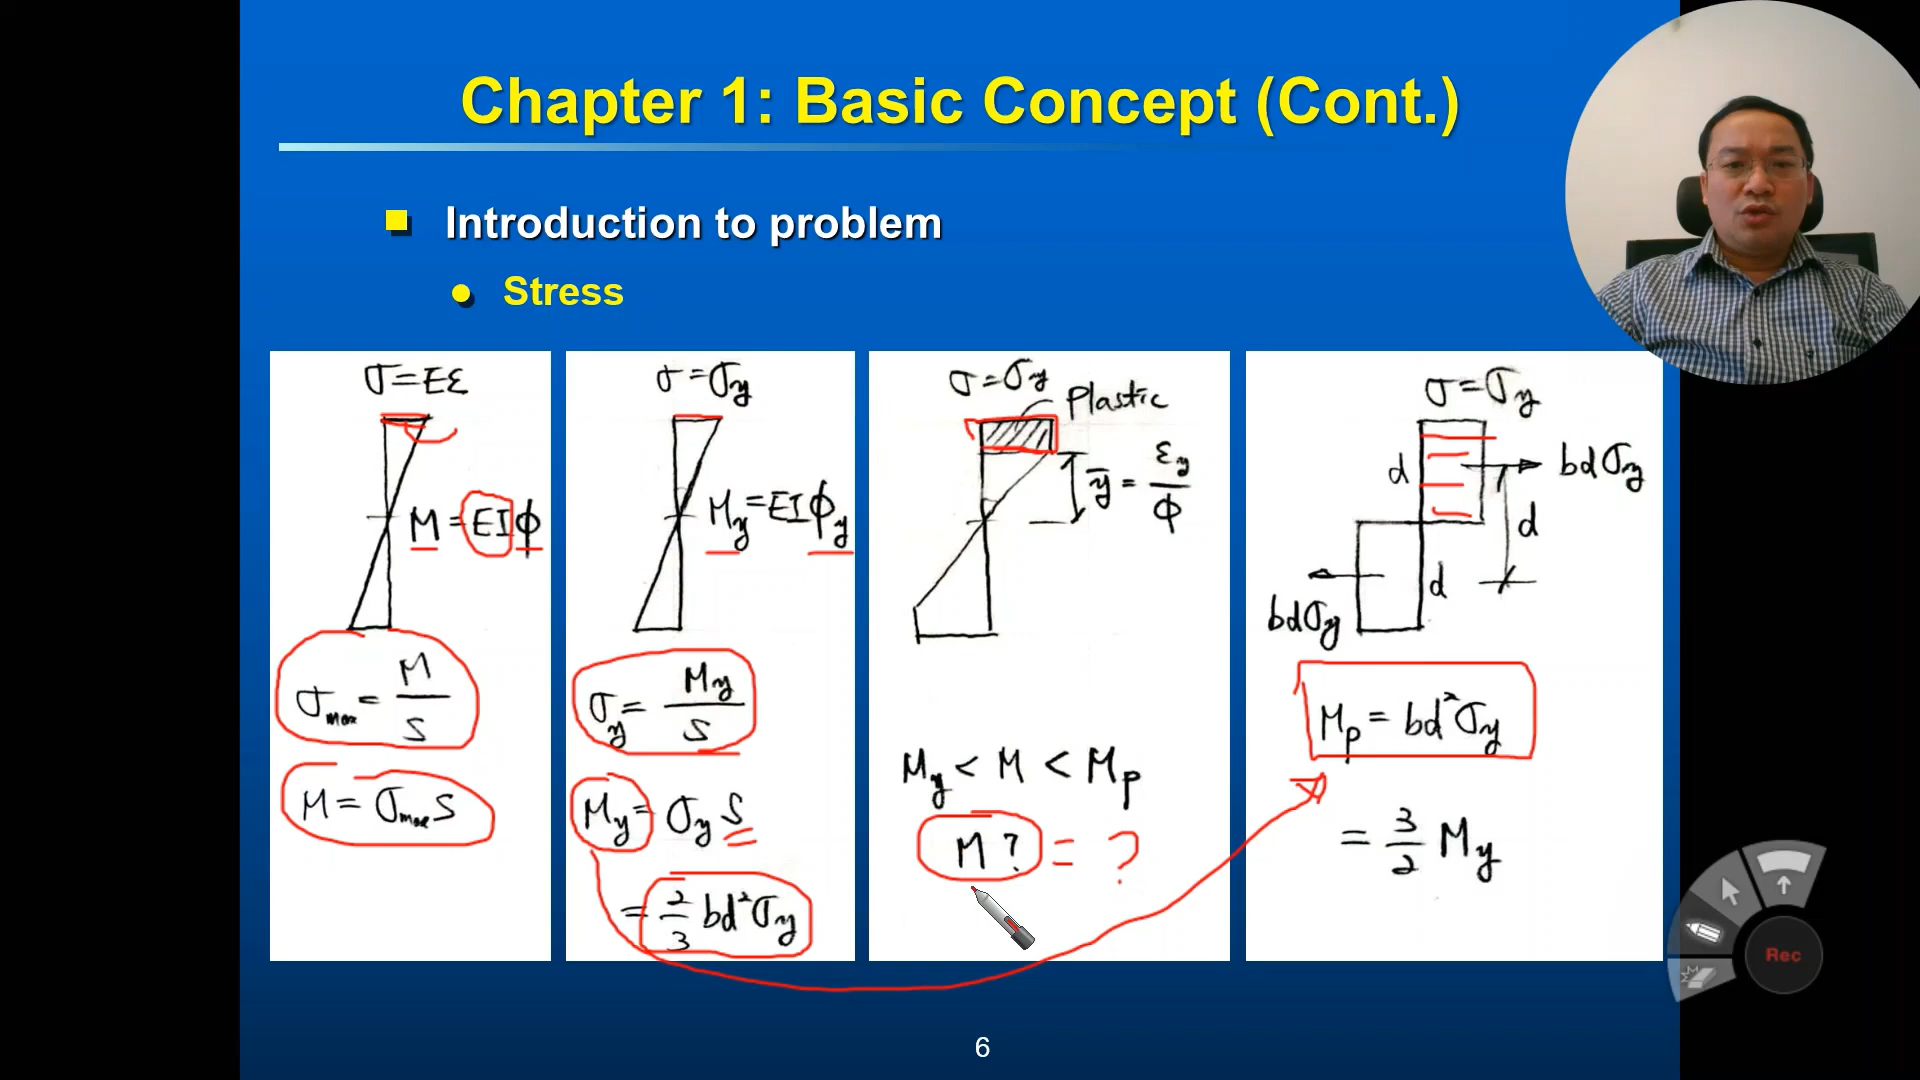 Chapter 1: Basic Concept (Cont.)
Introduction to problem
Stress
σ=Eε
M = EIϕ
σmax = M/S
M = σmax S
σ=σy
My=EIϕy
σy = My/S
My = σy S
= 2/3 bd²σy
σ=σy
Plastic
ȳ = εy/ϕ
My < M < Mp
M? = ?
σ=σy
d
bdσy
d
d
bdσy
Mp = bd²σy
= 3/2 My
Rec
6